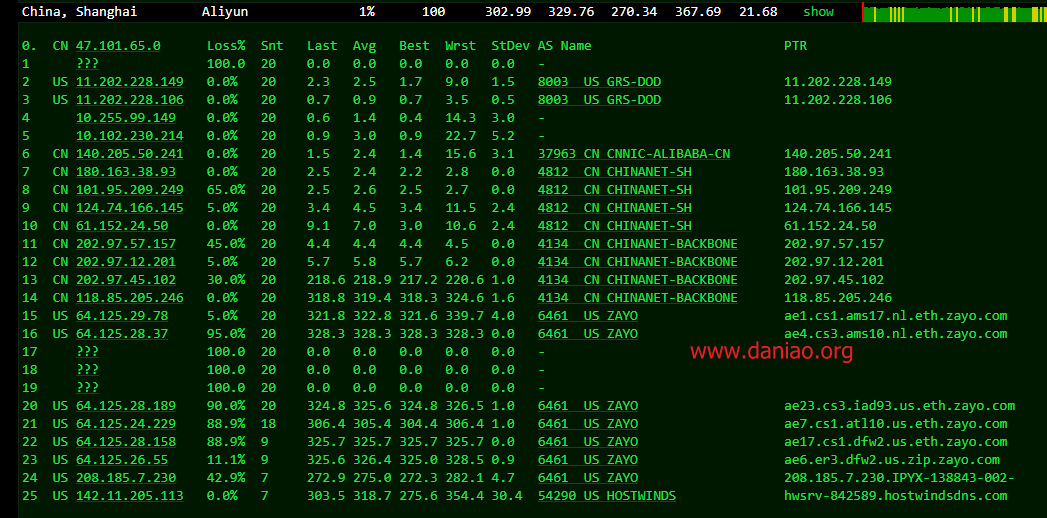 China, Shanghai Aliyun 1% 100 302.99 329.76 270.34 367.69 21.68 show
0. CN 47.101.65.0 Loss% Snt Last Avg Best Wrst StDev AS Name PTR
1 ??? 100.0 20 0.0 0.0 0.0 0.0 0.0 -
2 US 11.202.228.149 0.0% 20 2.3 2.5 1.7 9.0 1.5 8003 US GRS-DOD 11.202.228.149
3 US 11.202.228.106 0.0% 20 0.7 0.9 0.7 3.5 0.5 8003 US GRS-DOD 11.202.228.106
4 10.255.99.149 0.0% 20 0.6 1.4 0.4 14.3 3.0 -
5 10.102.230.214 0.0% 20 0.9 3.0 0.9 22.7 5.2 -
6 CN 140.205.50.241 0.0% 20 1.5 2.4 1.4 15.6 3.1 37963 CN CNNIC-ALIBABA-CN 140.205.50.241
7 CN 180.163.38.93 0.0% 20 2.5 2.4 2.2 2.8 0.0 4812 CN CHINANET-SH 180.163.38.93
8 CN 101.95.209.249 65.0% 20 2.5 2.6 2.5 2.7 0.0 4812 CN CHINANET-SH 101.95.209.249
9 CN 124.74.166.145 5.0% 20 3.4 4.5 3.4 11.5 2.4 4812 CN CHINANET-SH 124.74.166.145
10 CN 61.152.24.50 0.0% 20 9.1 7.0 3.0 10.6 2.4 4812 CN CHINANET-SH 61.152.24.50
11 CN 202.97.57.157 45.0% 20 4.4 4.4 4.4 4.5 0.0 4134 CN CHINANET-BACKBONE 202.97.57.157
12 CN 202.97.12.201 5.0% 20 5.7 5.8 5.7 6.2 0.0 4134 CN CHINANET-BACKBONE 202.97.12.201
13 CN 202.97.45.102 30.0% 20 218.6 218.9 217.2 220.6 1.0 4134 CN CHINANET-BACKBONE 202.97.45.102
14 CN 118.85.205.246 0.0% 20 318.8 319.4 318.3 324.6 1.6 4134 CN CHINANET-BACKBONE 118.85.205.246
15 US 64.125.29.78 5.0% 20 321.8 322.8 321.6 339.7 4.0 6461 US ZAYO ae1.cs1.ams17.nl.eth.zayo.com
16 US 64.125.28.37 95.0% 20 328.3 328.3 328.3 328.3 0.0 6461 US ZAYO ae4.cs3.ams10.nl.eth.zayo.com
17 ??? 100.0 20 0.0 0.0 0.0 0.0 0.0 -
www.daniao.org
18 ??? 100.0 20 0.0 0.0 0.0 0.0 0.0 -
19 ??? 100.0 20 0.0 0.0 0.0 0.0 0.0 -
20 US 64.125.28.189 90.0% 20 324.8 325.6 324.8 326.5 1.0 6461 US ZAYO ae23.cs3.iad93.us.eth.zayo.com
21 US 64.125.24.229 88.9% 18 306.4 305.4 304.4 306.4 1.0 6461 US ZAYO ae7.cs1.atl10.us.eth.zayo.com
22 US 64.125.28.158 88.9% 9 325.7 325.7 325.7 325.7 0.0 6461 US ZAYO ae17.cs1.dfw2.us.eth.zayo.com
23 US 64.125.26.55 11.1% 9 325.6 326.4 325.0 328.5 0.9 6461 US ZAYO ae6.er3.dfw2.us.zip.zayo.com
24 US 208.185.7.230 42.9% 7 272.9 275.0 272.3 282.1 4.7 6461 US ZAYO 208.185.7.230.IPYX-138843-002-
25 US 142.11.205.113 0.0% 7 303.5 318.7 275.6 354.4 30.4 54290 US HOSTWINDS hwsrv-842589.hostwindsdns.com